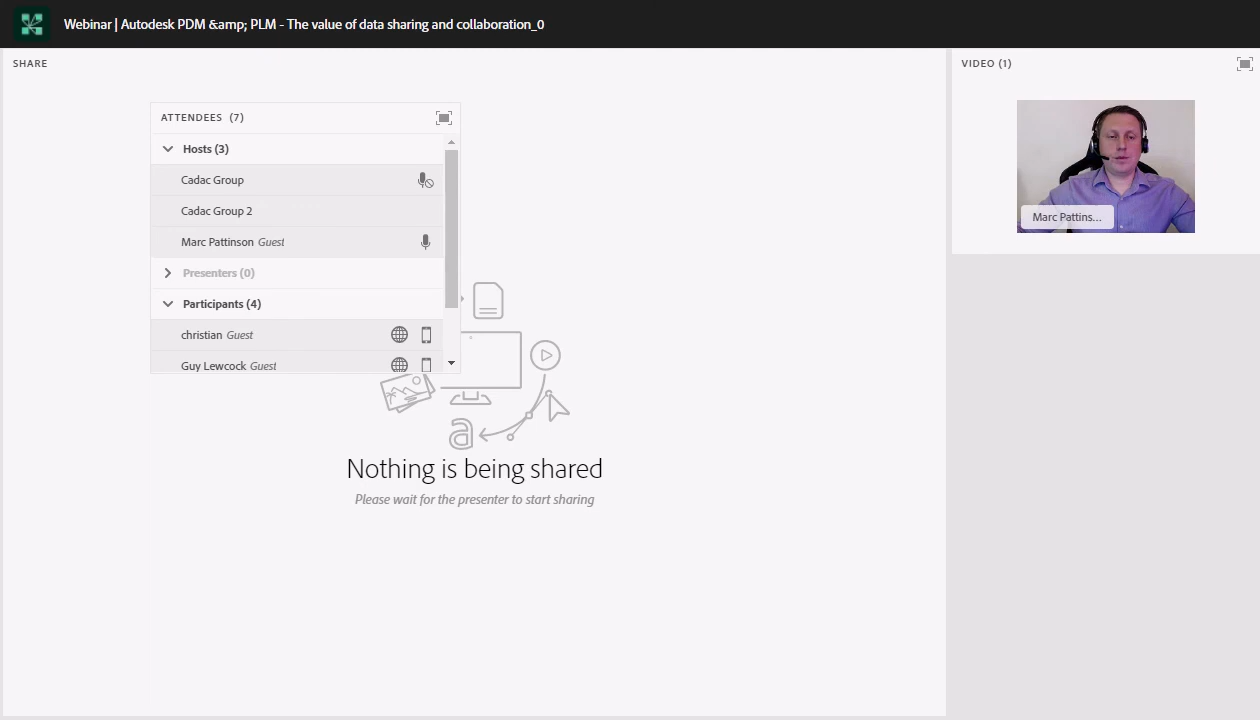 Webinar | Autodesk PDM &amp; PLM - The value of data sharing and collaboration_0
SHARE
VIDEO (1)
ATTENDEES (7)
Hosts (3)
Cadac Group
Cadac Group 2
Marc Pattinson Guest
Presenters (0)
Participants (4)
christian Guest
Guy Lewcock Guest
Marc Pattins...
a
Nothing is being shared
Please wait for the presenter to start sharing